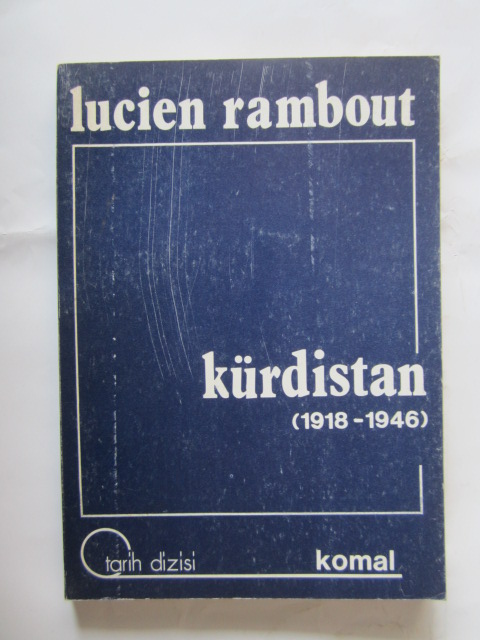 lucien rambout
kürdistan
(1918-1946)
tarih dizisi
komal